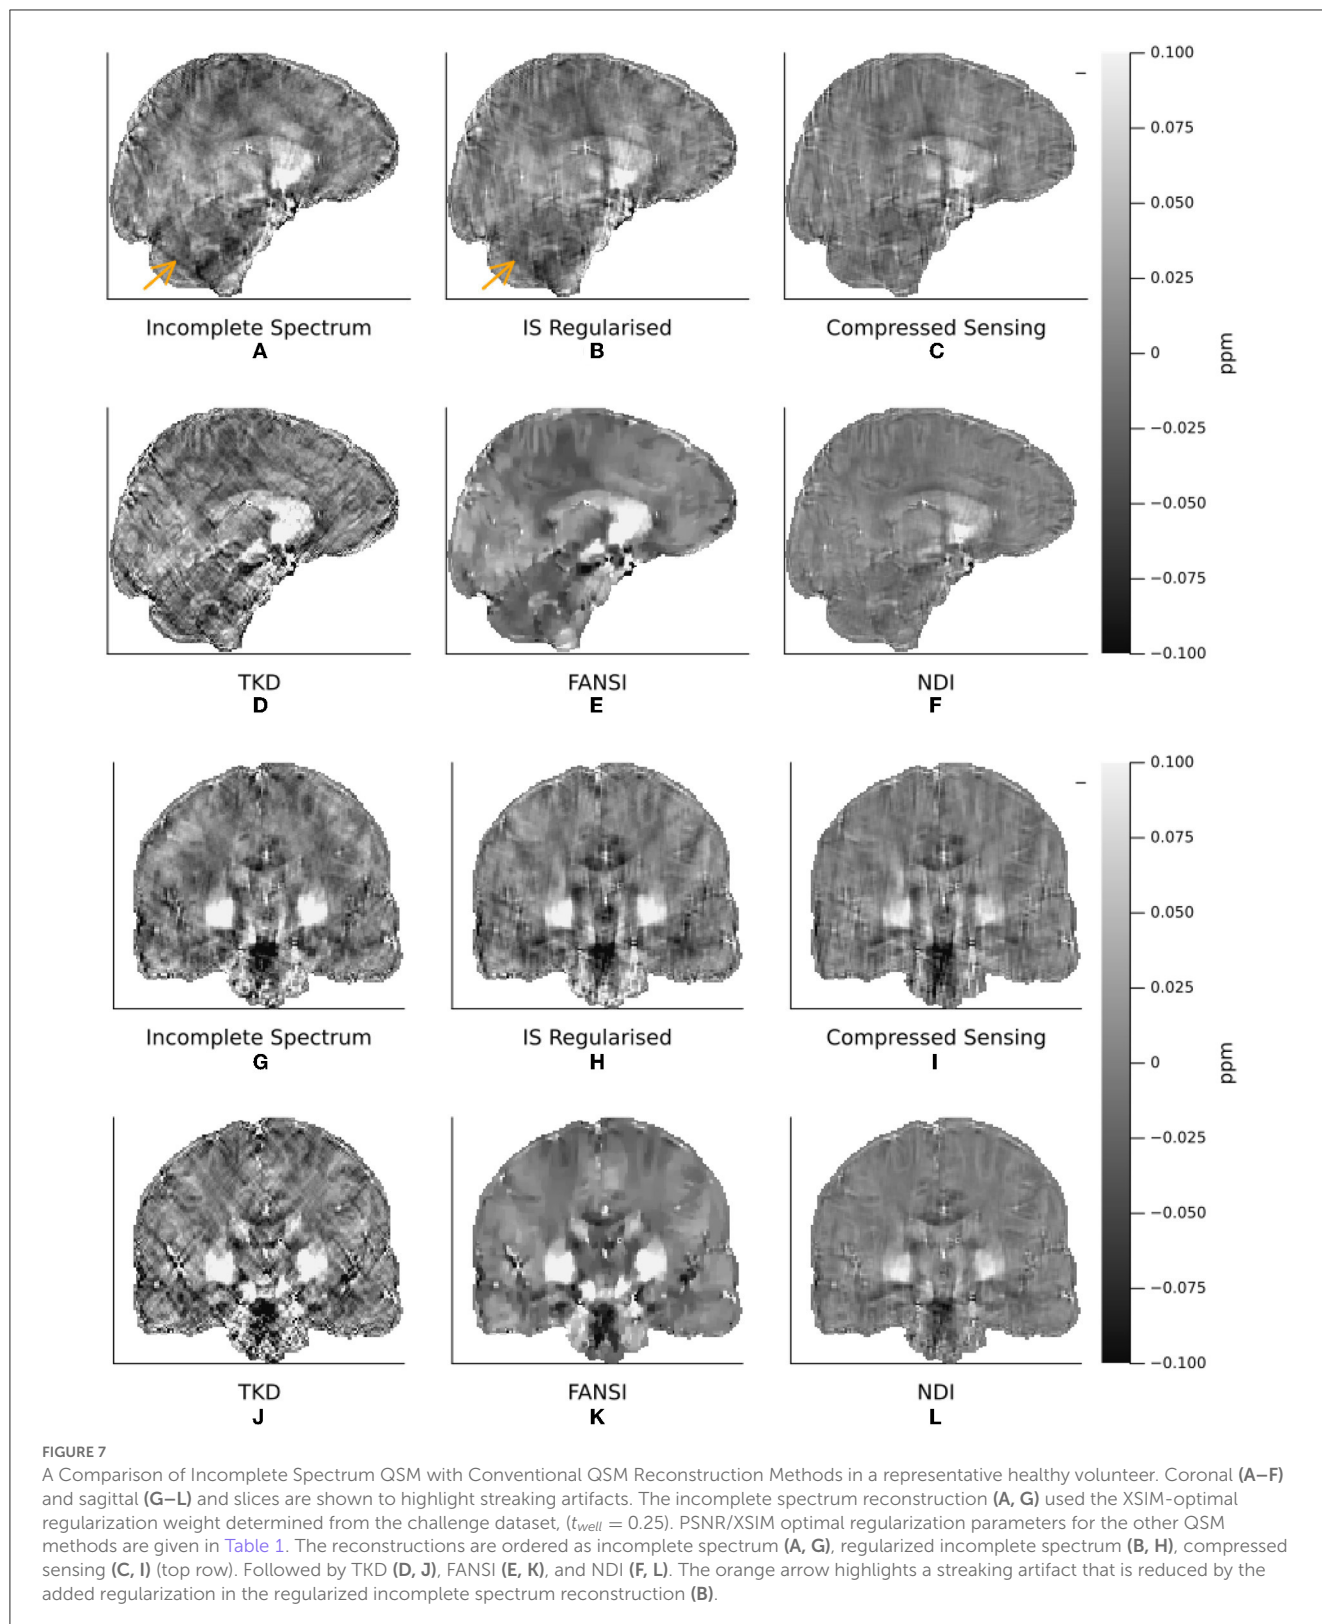 0.100
0.075
0.050
0.025
0
−0.025
−0.050
−0.075
−0.100
ppm
Incomplete Spectrum
IS Regularised
Compressed Sensing
A
B
C
TKD
FANSI
NDI
D
E
F
0.100
0.075
0.050
0.025
0
−0.025
−0.050
−0.075
−0.100
ppm
Incomplete Spectrum
IS Regularised
Compressed Sensing
G
H
I
TKD
FANSI
NDI
J
K
L
FIGURE 7
A Comparison of Incomplete Spectrum QSM with Conventional QSM Reconstruction Methods in a representative healthy volunteer. Coronal (A–F)
and sagittal (G–L) and slices are shown to highlight streaking artifacts. The incomplete spectrum reconstruction (A, G) used the XSIM-optimal
regularization weight determined from the challenge dataset, (t_well = 0.25). PSNR/XSIM optimal regularization parameters for the other QSM
methods are given in Table 1. The reconstructions are ordered as incomplete spectrum (A, G), regularized incomplete spectrum (B, H), compressed
sensing (C, I) (top row). Followed by TKD (D, J), FANSI (E, K), and NDI (F, L). The orange arrow highlights a streaking artifact that is reduced by the
added regularization in the regularized incomplete spectrum reconstruction (B).